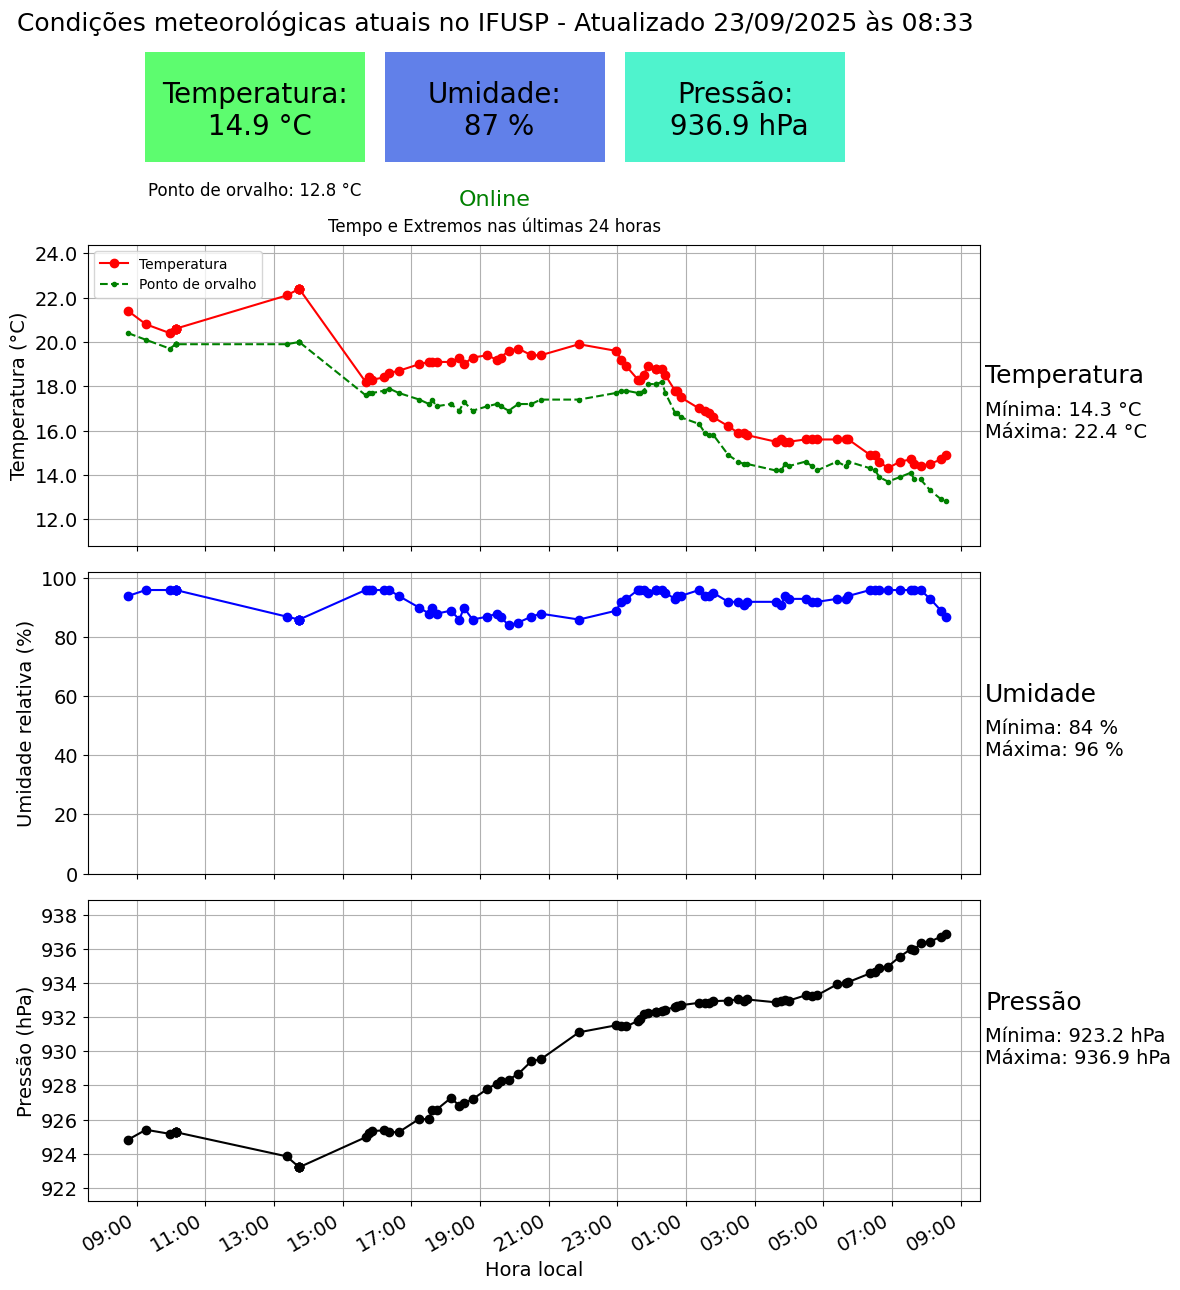 Condições meteorológicas atuais no IFUSP - Atualizado 23/09/2025 às 08:33
Temperatura:
14.9 °C
Umidade:
87 %
Pressão:
936.9 hPa
Ponto de orvalho: 12.8 °C
Online
Tempo e Extremos nas últimas 24 horas
Temperatura
Ponto de orvalho
Temperatura (°C)
24.0
22.0
20.0
18.0
16.0
14.0
12.0
Temperatura
Mínima: 14.3 °C
Máxima: 22.4 °C
Umidade relativa (%)
100
80
60
40
20
0
Umidade
Mínima: 84 %
Máxima: 96 %
Pressão (hPa)
938
936
934
932
930
928
926
924
922
Pressão
Mínima: 923.2 hPa
Máxima: 936.9 hPa
09:00
11:00
13:00
15:00
17:00
19:00
21:00
23:00
01:00
03:00
05:00
07:00
09:00
Hora local